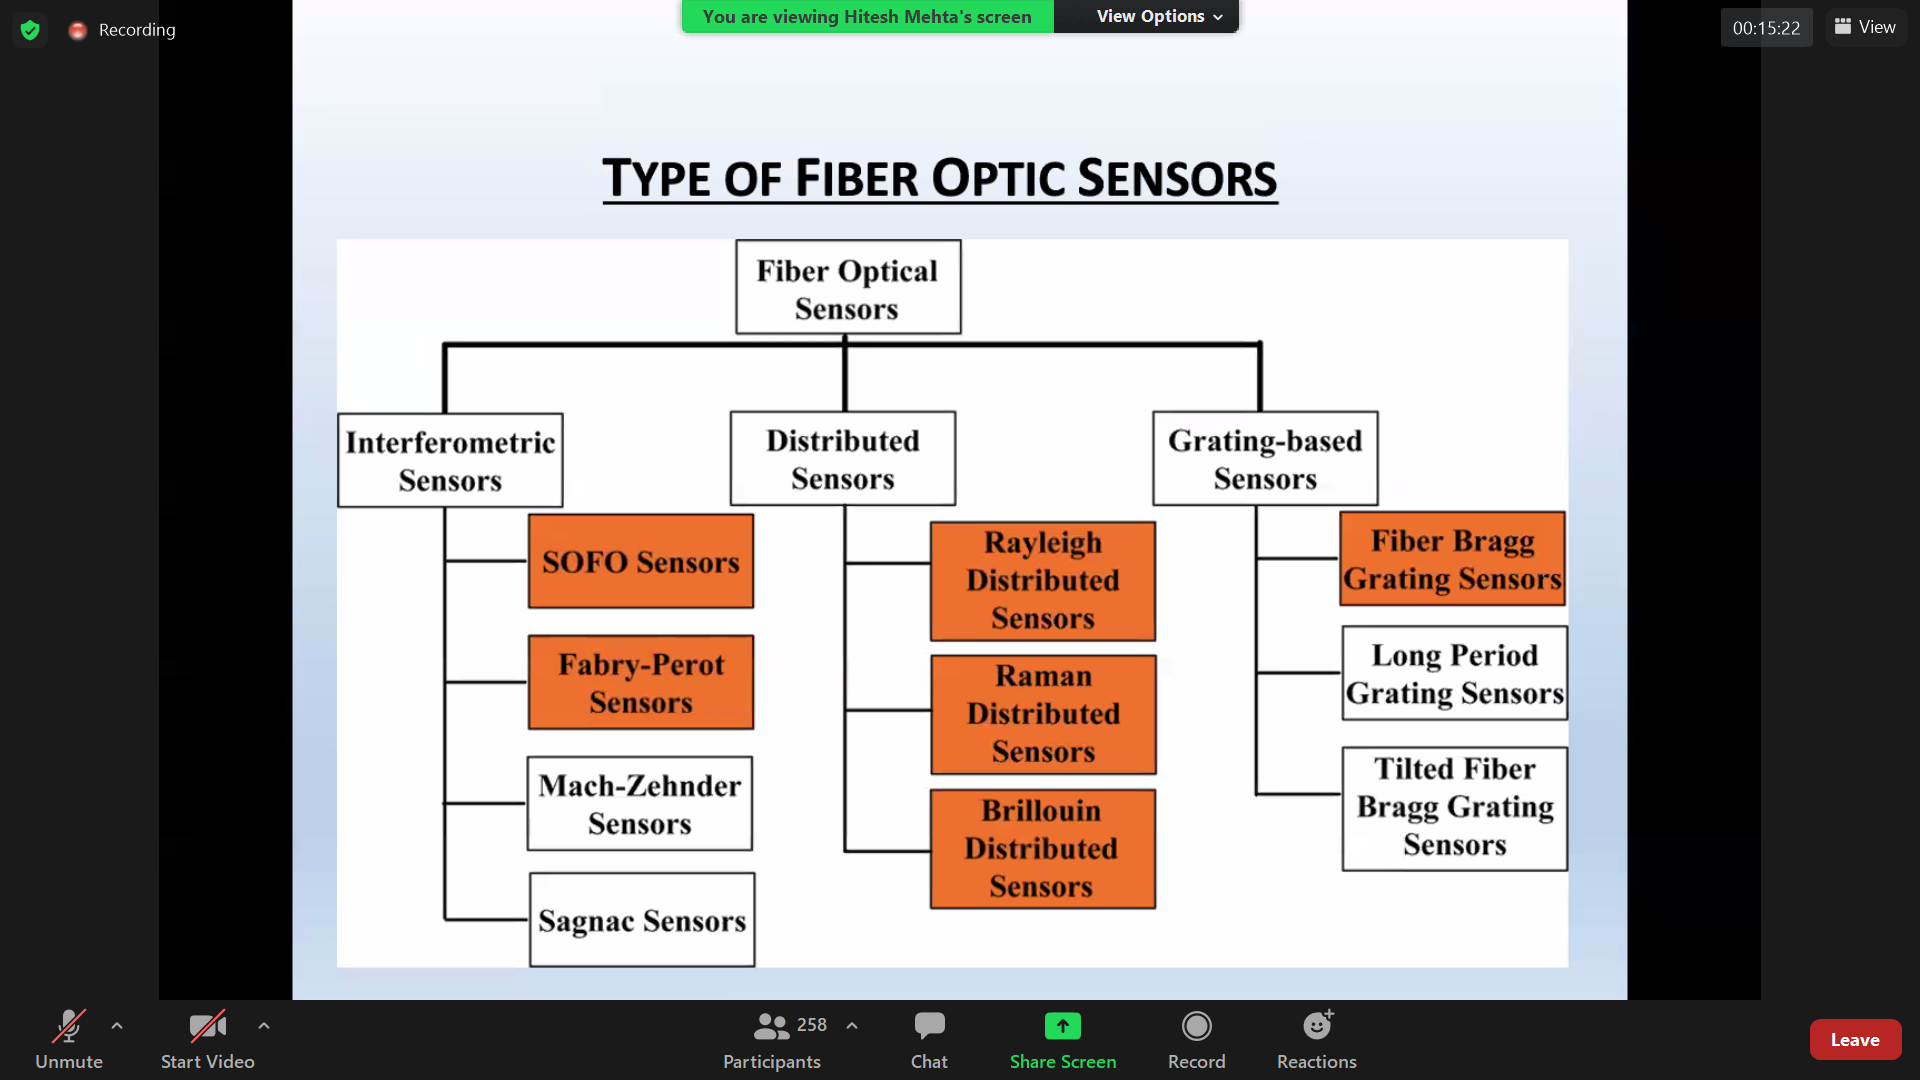 Recording
You are viewing Hitesh Mehta's screen
View Options
00:15:22
View
TYPE OF FIBER OPTIC SENSORS
Fiber Optical
Sensors
Interferometric
Sensors
SOFO Sensors
Fabry-Perot
Sensors
Mach-Zehnder
Sensors
Sagnac Sensors
Distributed
Sensors
Rayleigh
Distributed
Sensors
Raman
Distributed
Sensors
Brillouin
Distributed
Sensors
Grating-based
Sensors
Fiber Bragg
Grating Sensors
Long Period
Grating Sensors
Tilted Fiber
Bragg Grating
Sensors
Unmute
Start Video
258
Participants
Chat
Share Screen
Record
Reactions
Leave